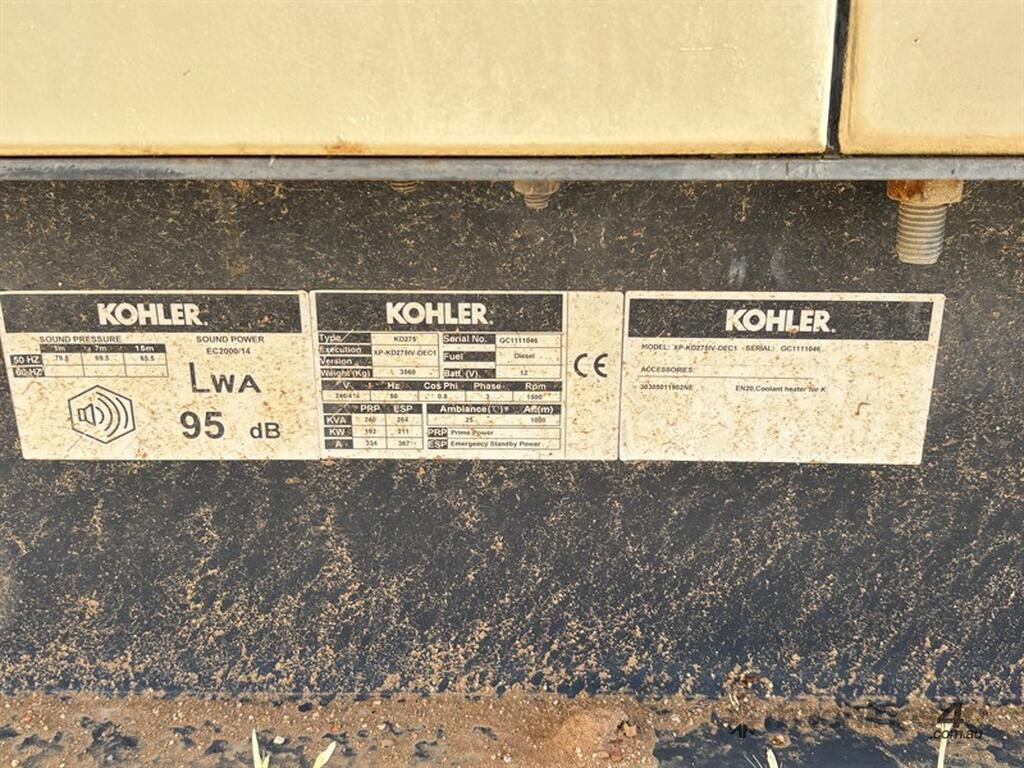 KOHLER.
SOUND PRESSURE
1m 7m 15m
50 HZ 79.5 69.5 65.5
60 HZ
SOUND POWER
EC2000/14
LWA
95 dB
KOHLER.
Type KD275 Serial No. GC1111046
Execution XP-KD275IV-DEC1 Fuel Diesel
Version
Weight (Kg) 3560 Batt. (V) 12
V Hz Cos Phi Phase Rpm
240/415 50 0.8 3 1500
PRP ESP Ambiance(°C) Alt.(m)
KVA 240 264 25 1000
KW 192 211 PRP Prime Power
A 334 367 ESP Emergency Standby Power
CE
KOHLER.
MODEL: XP-KD275IV-DEC1 - SERIAL: GC1111046
ACCESSORIES:
30305011902NE EN20,Coolant heater for K
4
.com.au